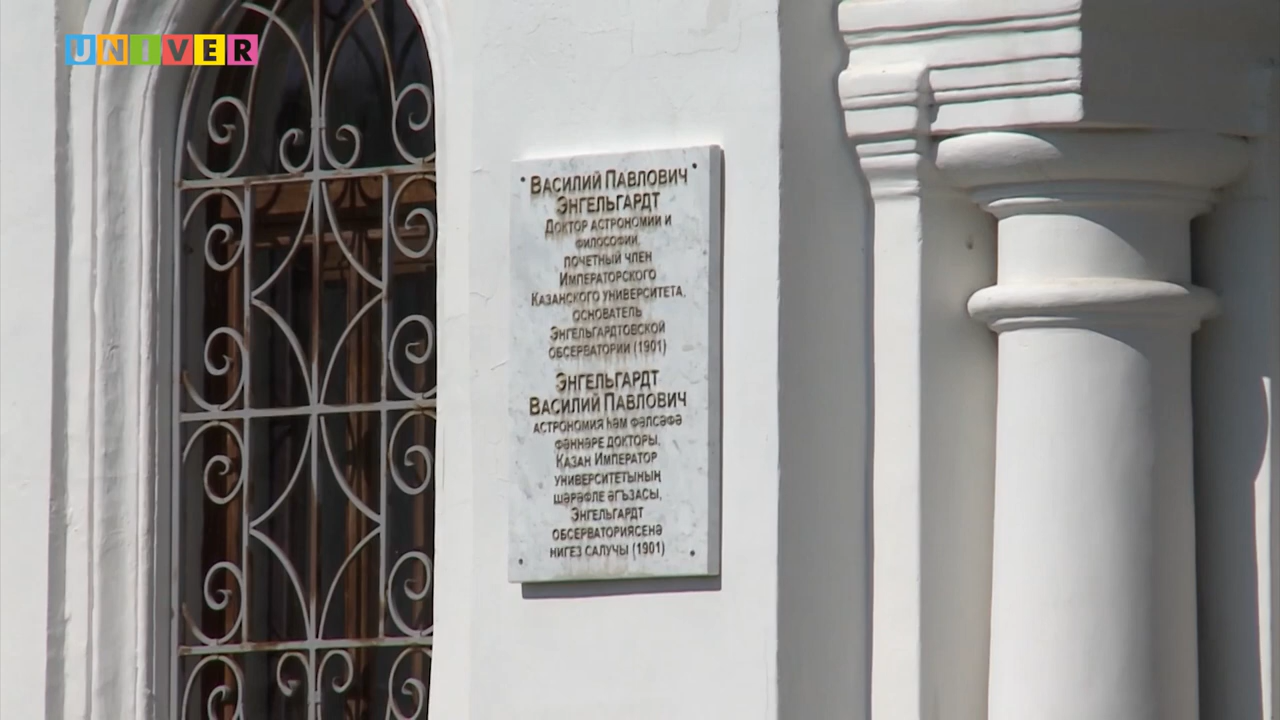 UNIVER
Василий Павлович
Энгельгардт
Доктор астрономии и
философии,
почетный член
Императорского
Казанского университета,
основатель
Энгельгардтовской
обсерватории (1901)
Энгельгардт
Василий Павлович
астрономия һәм фәлсәфә
фәннәре докторы,
Казан Император
университетының
шәрәфле әгъзасы,
Энгельгардт
обсерваториясенә
нигез салучы (1901)